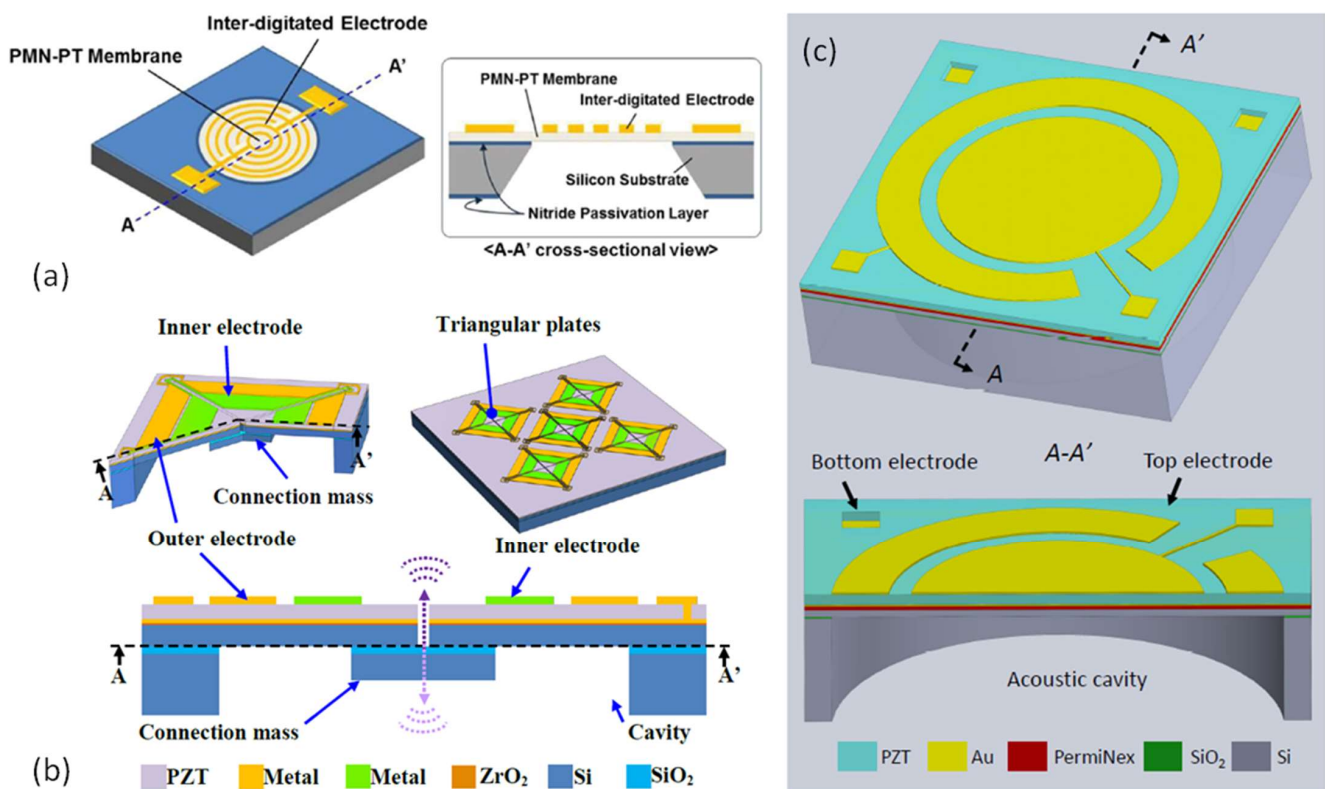 (a)
Inter-digitated Electrode
PMN-PT Membrane
A'
A
PMN-PT Membrane
Inter-digitated Electrode
Silicon Substrate
Nitride Passivation Layer
<A-A' cross-sectional view>
Inner electrode
Triangular plates
A
A'
Connection mass
Outer electrode
Inner electrode
A
A'
Connection mass
Cavity
(b)
PZT Metal Metal ZrO2 Si SiO2
(c)
A'
A
Bottom electrode
A-A'
Top electrode
Acoustic cavity
PZT Au PermiNex SiO2 Si